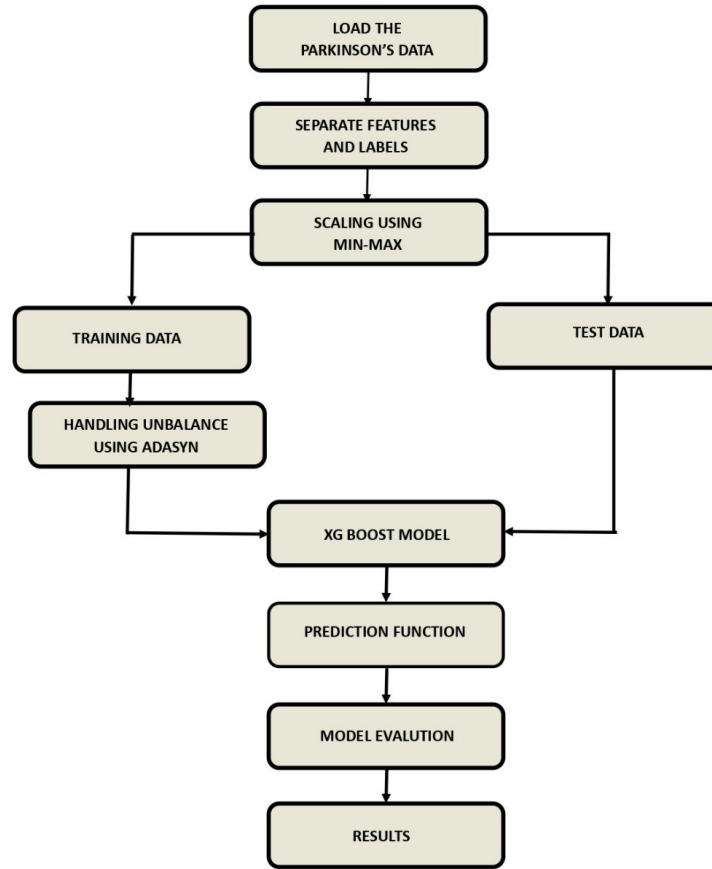 LOAD THE
PARKINSON’S DATA
SEPARATE FEATURES
AND LABELS
SCALING USING
MIN-MAX
TRAINING DATA
TEST DATA
HANDLING UNBALANCE
USING ADASYN
XG BOOST MODEL
PREDICTION FUNCTION
MODEL EVALUTION
RESULTS